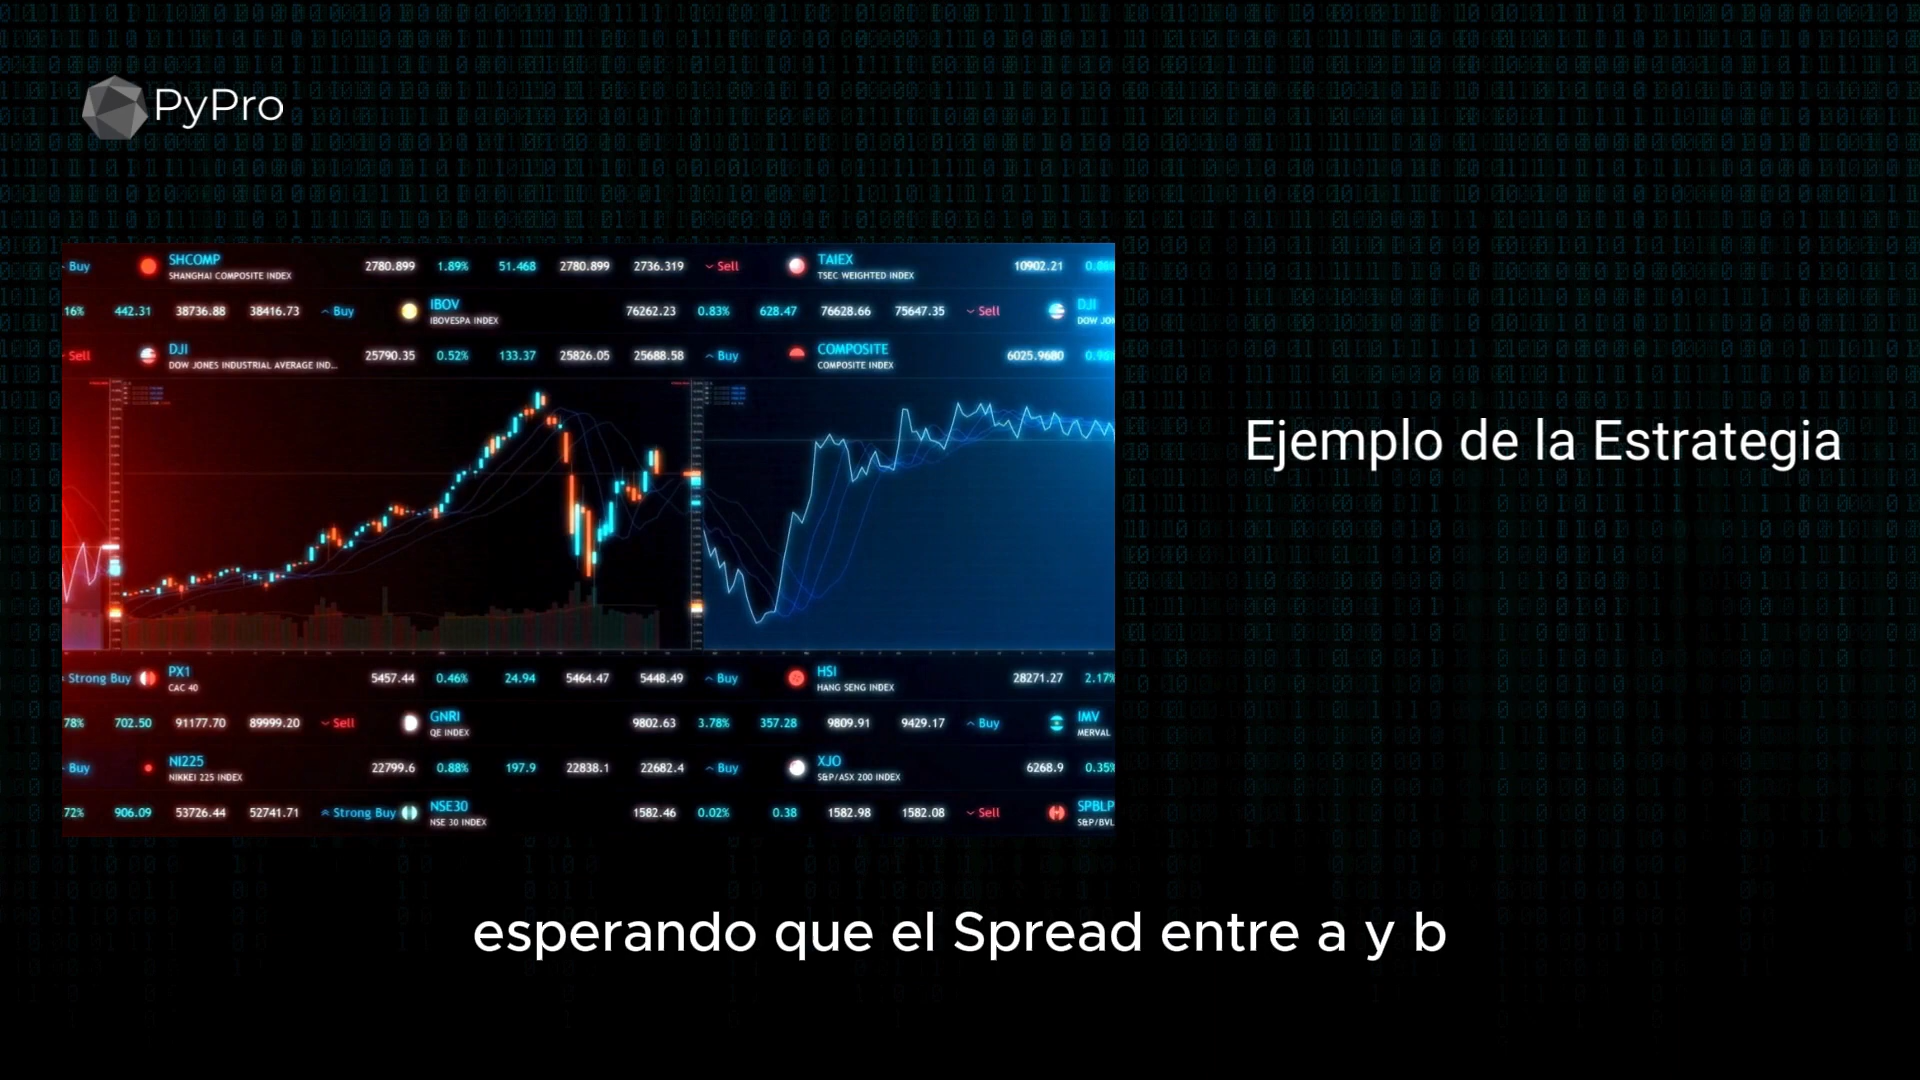 PyPro
Buy SHCOMP 2780.899 1.89% 51.468 2780.899 2736.319 Sell TAIEX 10902.21
SHANGHAI COMPOSITE INDEX TSEC WEIGHTED INDEX
16% 442.31 38736.88 38416.73 Buy IBOV 76262.23 0.83% 628.47 76628.66 75647.35 Sell DJI
IBOVESPA INDEX
Sell DJI 25790.35 0.52% 133.37 25826.05 25688.58 Buy COMPOSITE 6025.9680
DOW JONES INDUSTRIAL AVERAGE IND... COMPOSITE INDEX
Ejemplo de la Estrategia
Strong Buy PX1 5457.44 0.46% 24.94 5464.47 5448.49 Buy HSI 28271.27 2.17%
CAC 40 HANG SENG INDEX
78% 702.50 91177.70 89999.20 Sell GNRI 9802.63 3.78% 357.28 9809.91 9429.17 Buy IMV
QE INDEX MERVAL
Buy NI225 22799.6 0.88% 197.9 22838.1 22682.4 Buy XJO 6268.9 0.35%
NIKKEI 225 INDEX S&P/ASX 200 INDEX
72% 906.09 53726.44 52741.71 Strong Buy NSE30 1582.46 0.02% 0.38 1582.98 1582.08 Sell SPBLP
NSE 30 INDEX S&P/BVL
esperando que el Spread entre a y b